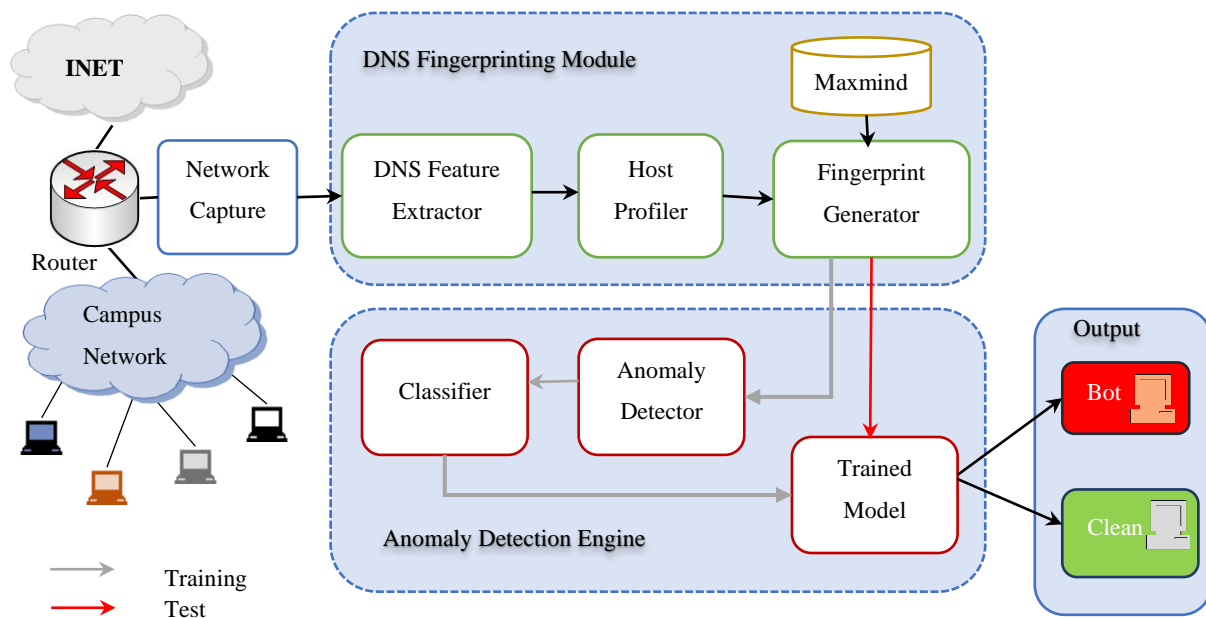 INET
DNS Fingerprinting Module
Maxmind
Network
Capture
DNS Feature
Extractor
Host
Profiler
Fingerprint
Generator
Router
Campus
Network
Classifier
Anomaly
Detector
Trained
Model
Anomaly Detection Engine
Output
Bot
Clean
Training
Test